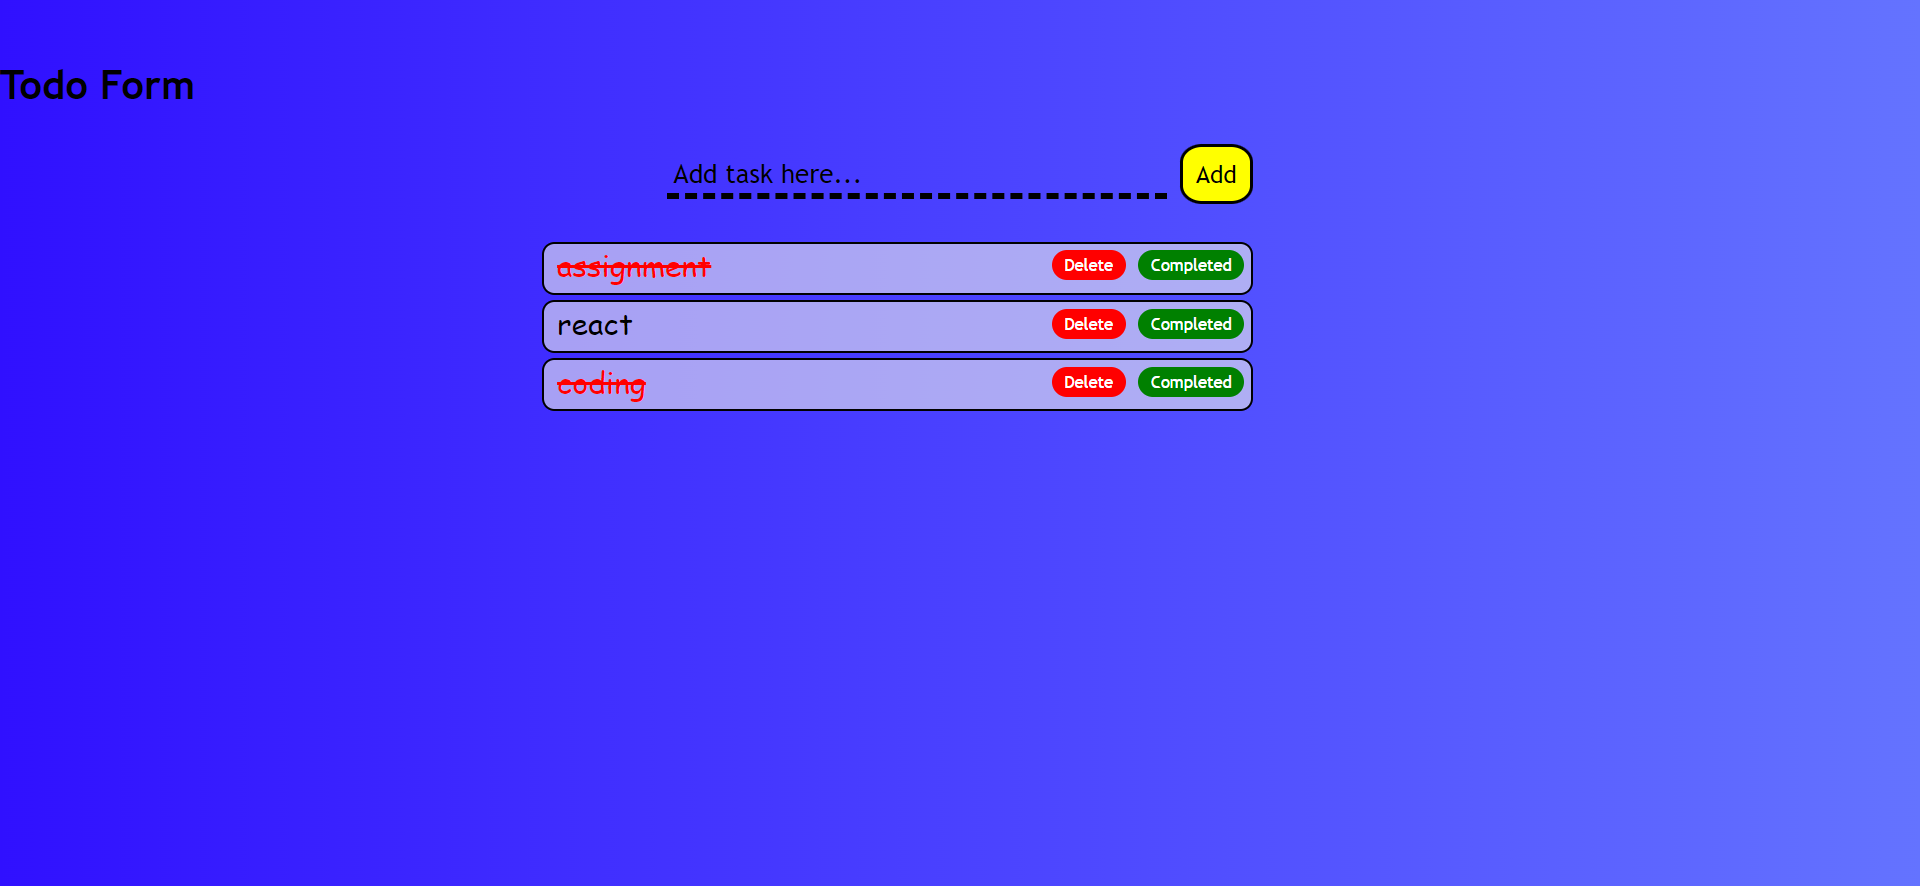 Todo Form
Add task here...
Add
assignment Delete Completed
react Delete Completed
coding Delete Completed